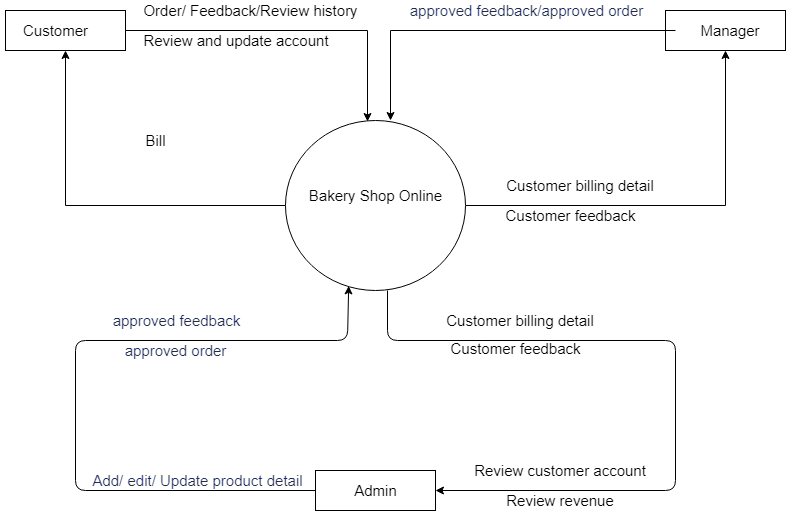 Order/ Feedback/Review history
approved feedback/approved order
Customer
Manager
Review and update account
Bill
Bakery Shop Online
Customer billing detail
Customer feedback
approved feedback
Customer billing detail
approved order
Customer feedback
Add/ edit/ Update product detail
Review customer account
Admin
Review revenue